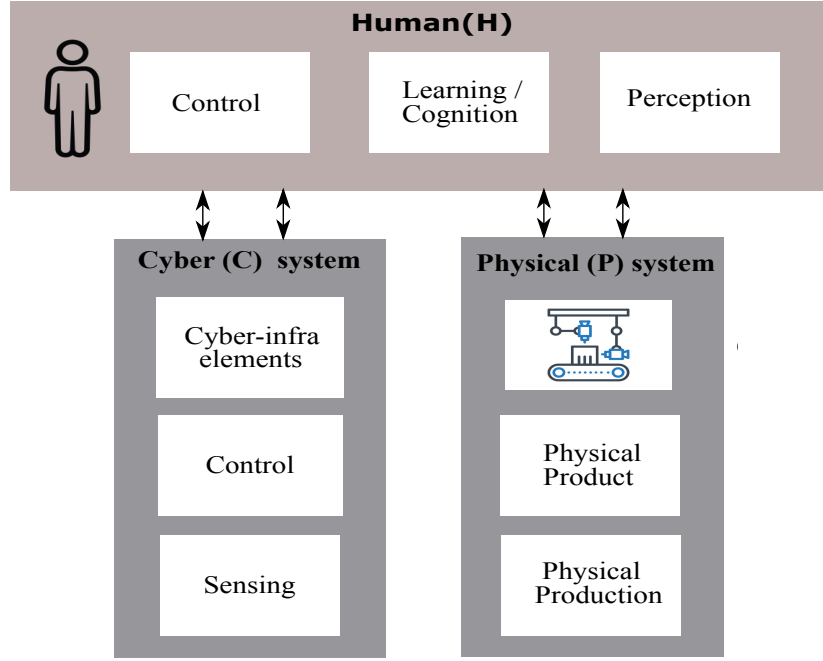 Human(H)
Control
Learning /
Cognition
Perception
Cyber (C) system
Cyber-infra
elements
Control
Sensing
Physical (P) system
Physical
Product
Physical
Production